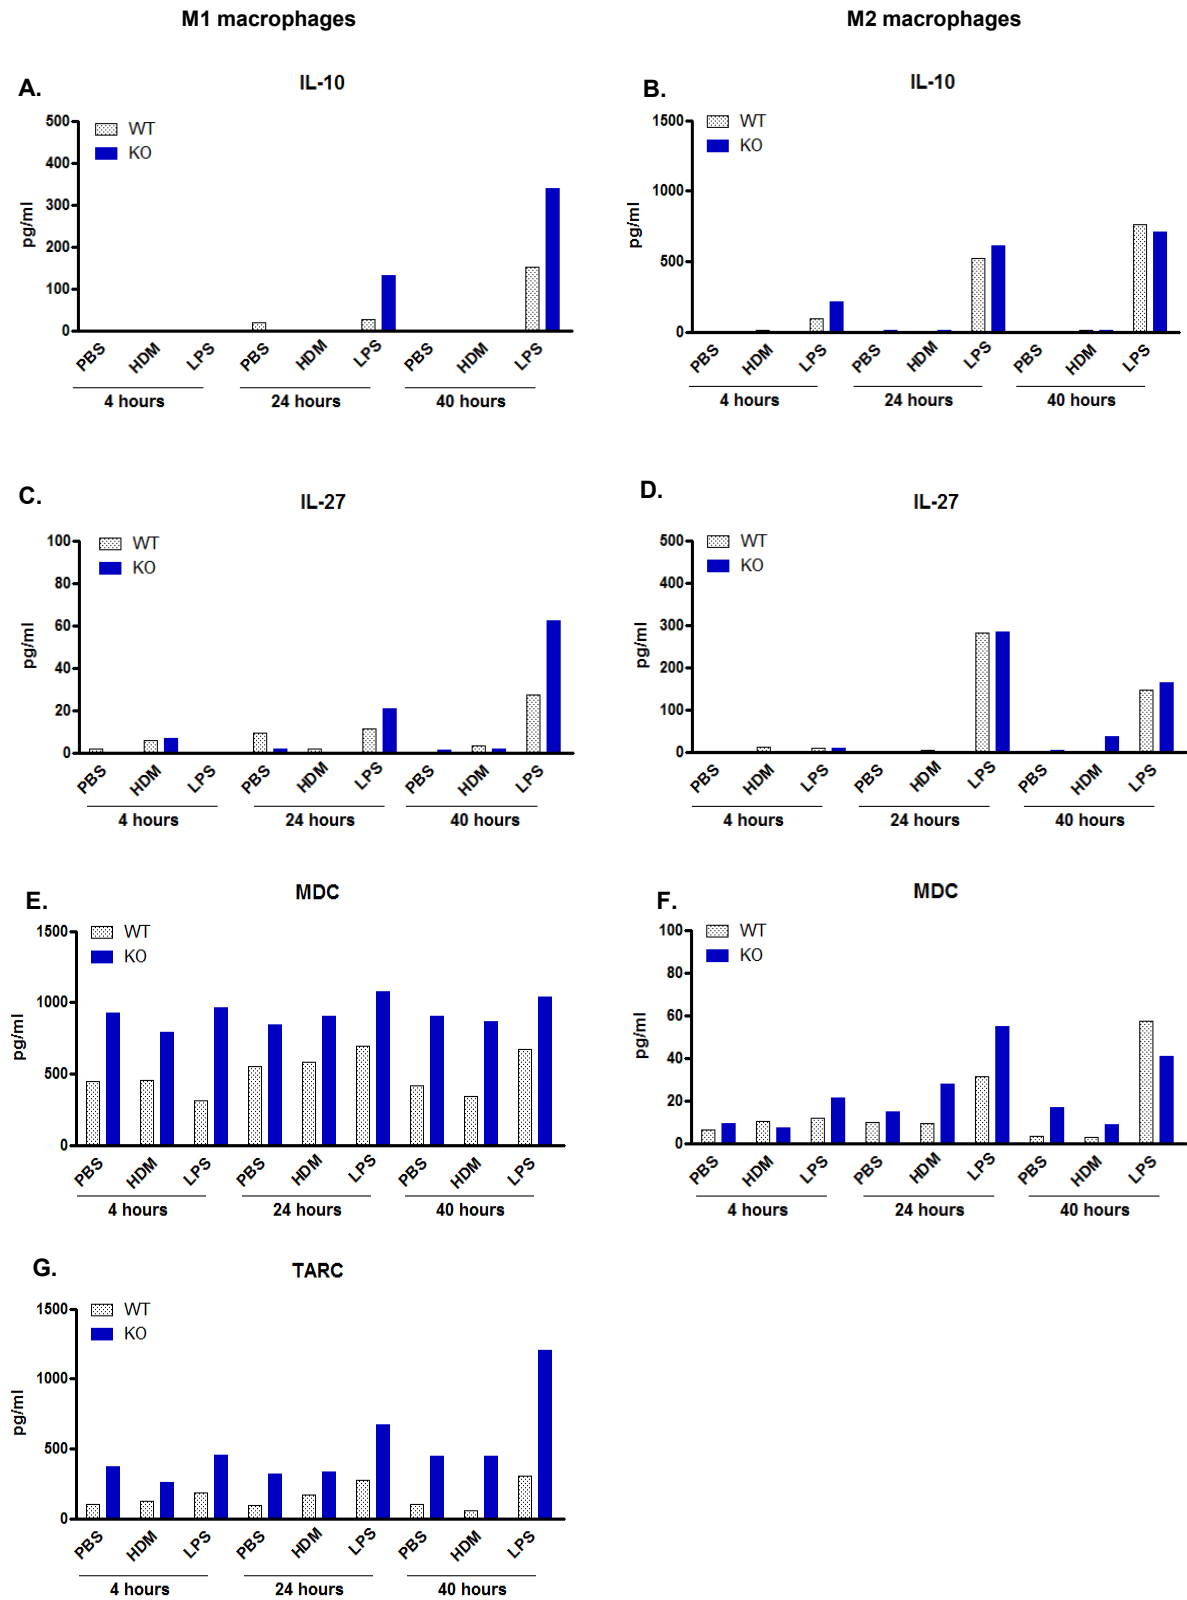 M1 macrophages
M2 macrophages
A.
IL-10
WT
KO
500
400
300
200
100
0
pg/ml
PBS HDM LPS PBS HDM LPS PBS HDM LPS
4 hours 24 hours 40 hours
B.
IL-10
WT
KO
1500
1000
500
0
pg/ml
PBS HDM LPS PBS HDM LPS PBS HDM LPS
4 hours 24 hours 40 hours
C.
IL-27
WT
KO
100
80
60
40
20
0
pg/ml
PBS HDM LPS PBS HDM LPS PBS HDM LPS
4 hours 24 hours 40 hours
D.
IL-27
WT
KO
500
400
300
200
100
0
pg/ml
PBS HDM LPS PBS HDM LPS PBS HDM LPS
4 hours 24 hours 40 hours
E.
MDC
WT
KO
1500
1000
500
0
pg/ml
PBS HDM LPS PBS HDM LPS PBS HDM LPS
4 hours 24 hours 40 hours
F.
MDC
WT
KO
100
80
60
40
20
0
pg/ml
PBS HDM LPS PBS HDM LPS PBS HDM LPS
4 hours 24 hours 40 hours
G.
TARC
WT
KO
1500
1000
500
0
pg/ml
PBS HDM LPS PBS HDM LPS PBS HDM LPS
4 hours 24 hours 40 hours